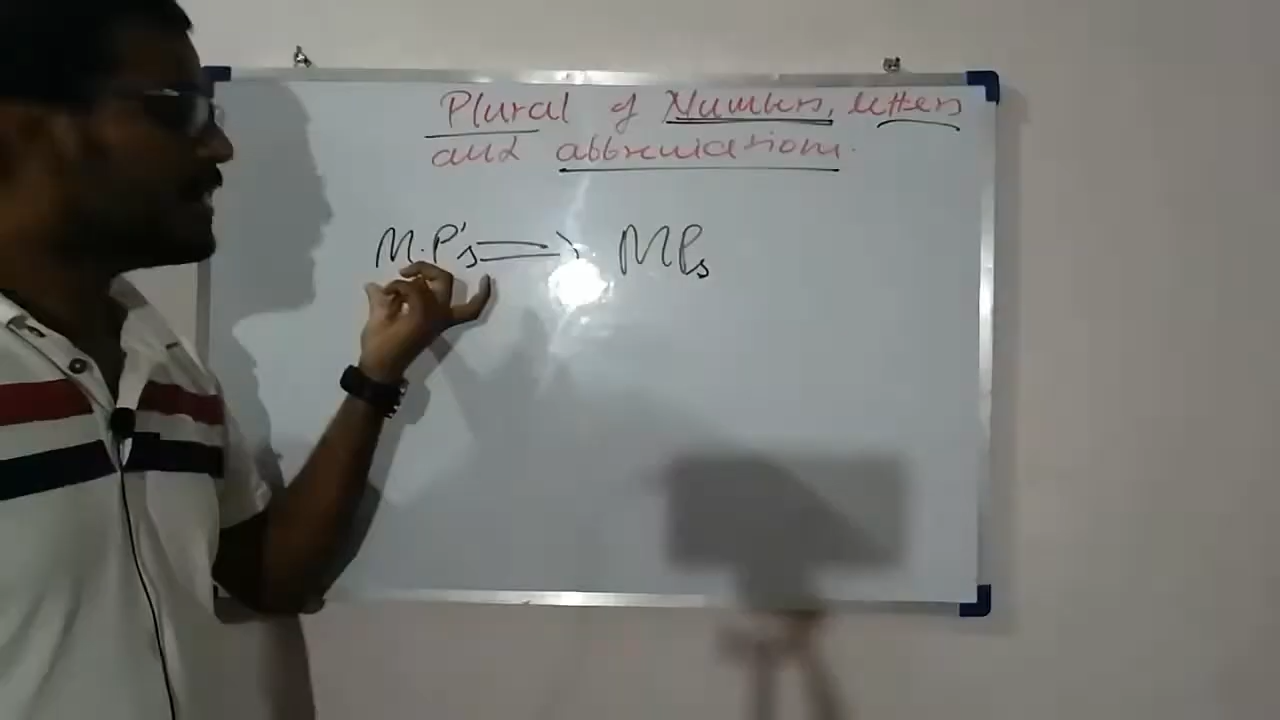 Plural of Numbers, letters
and abbreviations.
M.P's ⇒ MPs